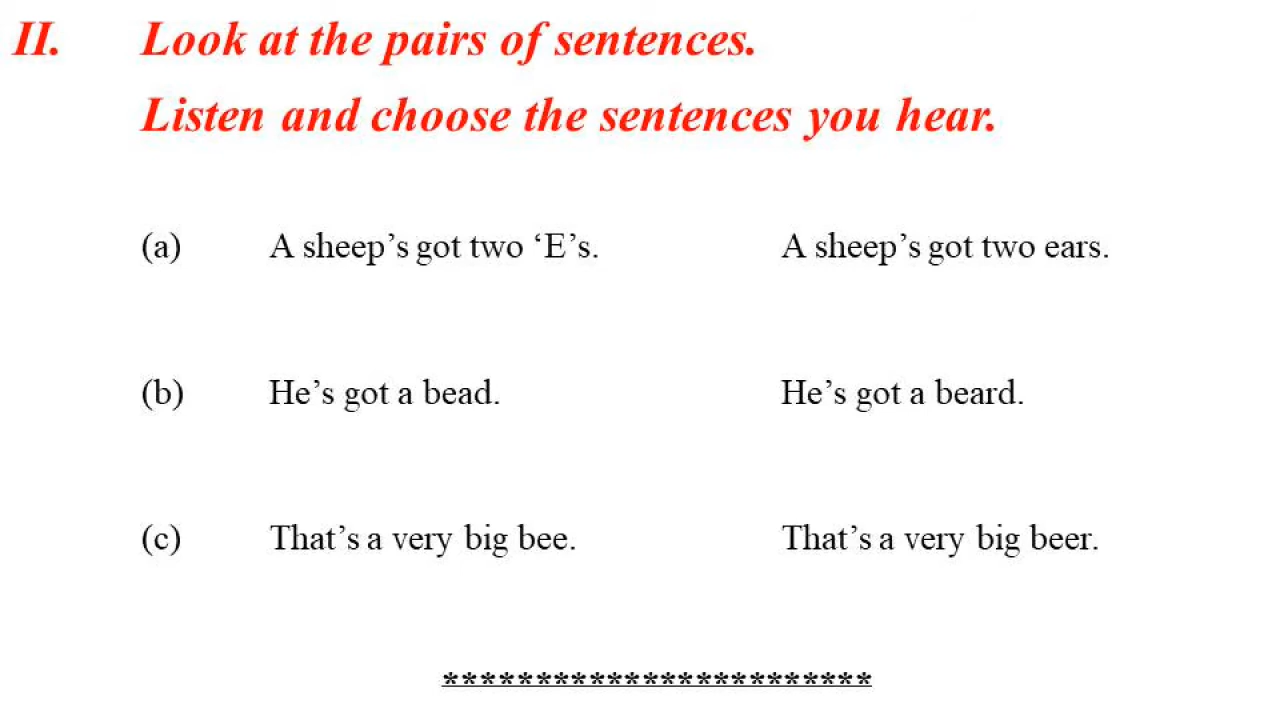 II. Look at the pairs of sentences.
Listen and choose the sentences you hear.
(a) A sheep’s got two ‘E’s. A sheep’s got two ears.
(b) He’s got a bead. He’s got a beard.
(c) That’s a very big bee. That’s a very big beer.
************************